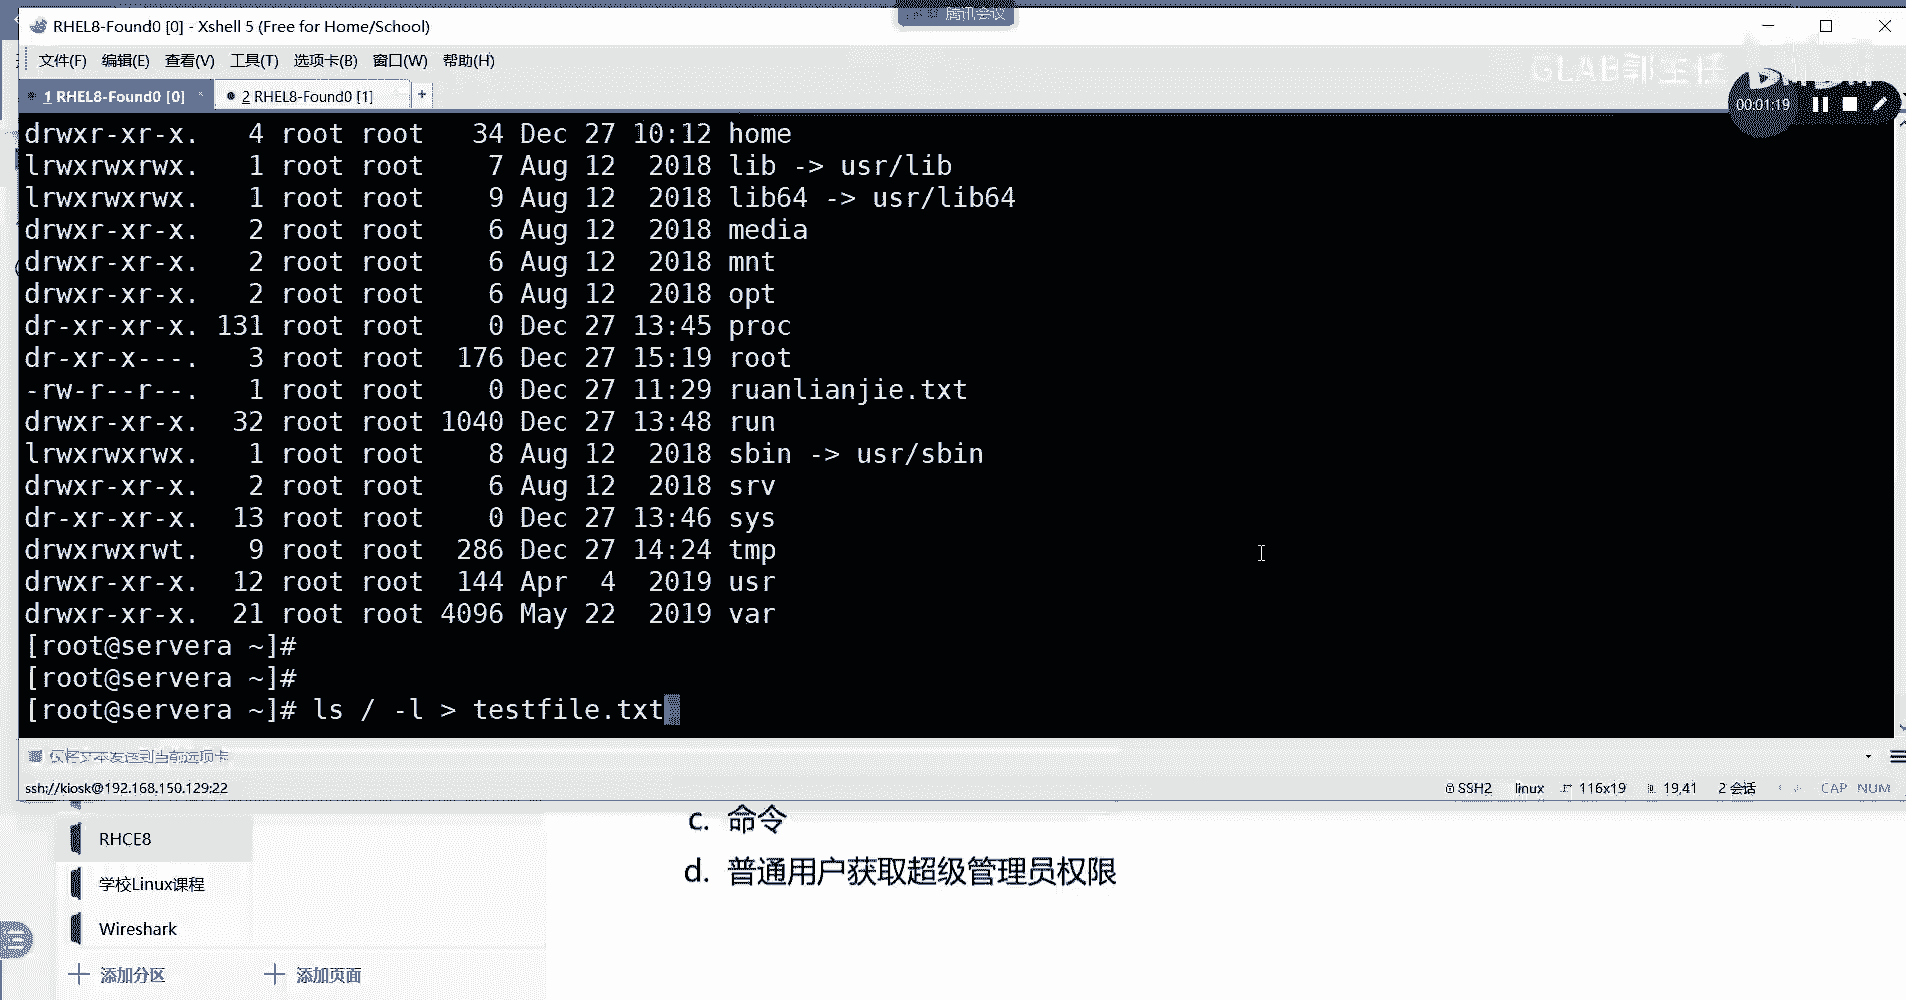 腾讯会议
RHEL8-Found0 [0] - Xshell 5 (Free for Home/School)
文件(F) 编辑(E) 查看(V) 工具(T) 选项卡(B) 窗口(W) 帮助(H)
GLAB郭主任 bilibili
1 RHEL8-Found0 [0] 2 RHEL8-Found0 [1] +
00:01:19
drwxr-xr-x.   4 root root   34 Dec 27 10:12 home
lrwxrwxrwx.   1 root root    7 Aug 12  2018 lib -> usr/lib
lrwxrwxrwx.   1 root root    9 Aug 12  2018 lib64 -> usr/lib64
drwxr-xr-x.   2 root root    6 Aug 12  2018 media
drwxr-xr-x.   2 root root    6 Aug 12  2018 mnt
drwxr-xr-x.   2 root root    6 Aug 12  2018 opt
dr-xr-xr-x. 131 root root    0 Dec 27 13:45 proc
dr-xr-x---.   3 root root  176 Dec 27 15:19 root
-rw-r--r--.   1 root root    0 Dec 27 11:29 ruanlianjie.txt
drwxr-xr-x.  32 root root 1040 Dec 27 13:48 run
lrwxrwxrwx.   1 root root    8 Aug 12  2018 sbin -> usr/sbin
drwxr-xr-x.   2 root root    6 Aug 12  2018 srv
dr-xr-xr-x.  13 root root    0 Dec 27 13:46 sys
drwxrwxrwt.   9 root root  286 Dec 27 14:24 tmp
drwxr-xr-x.  12 root root  144 Apr  4  2019 usr
drwxr-xr-x.  21 root root 4096 May 22  2019 var
[root@servera ~]#
[root@servera ~]#
[root@servera ~]# ls / -l > testfile.txt
仅将文本发送到当前选项卡
ssh://kiosk@192.168.150.129:22 SSH2 linux 116x19 19,41 2 会话 CAP NUM
c. 命令
RHCE8
d. 普通用户获取超级管理员权限
学校Linux课程
Wireshark
添加分区 添加页面